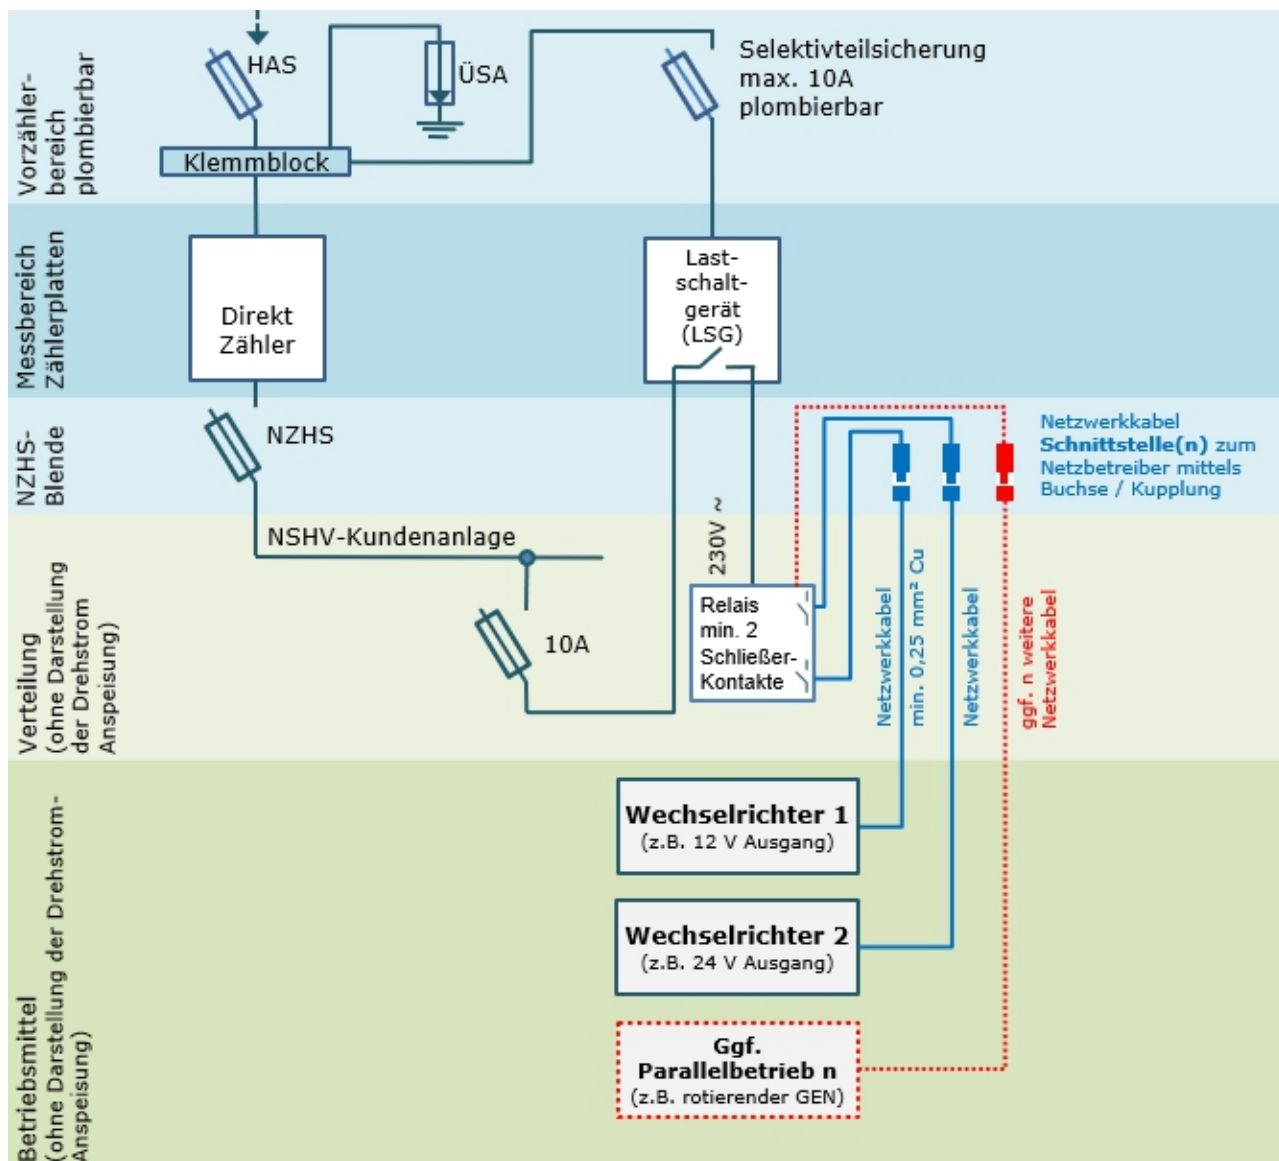 Vorzähler-
bereich
plombierbar
HAS
ÜSA
Selektivteilsicherung
max. 10A
plombierbar
Klemmblock
Messbereich
Zählerplatten
Direkt
Zähler
Last-
schalt-
gerät
(LSG)
NZHS-
Blende
NZHS
Netzwerkkabel
Schnittstelle(n) zum
Netzbetreiber mittels
Buchse / Kupplung
Verteilung
(ohne Darstellung
der Drehstrom
Anspeisung)
NSHV-Kundenanlage
10A
230V ~
Relais
min. 2
Schließer-
Kontakte
Netzwerkkabel
min. 0,25 mm² Cu
Netzwerkkabel
ggf. n weitere
Netzwerkkabel
Betriebsmittel
(ohne Darstellung der Drehstrom-
Anspeisung)
Wechselrichter 1
(z.B. 12 V Ausgang)
Wechselrichter 2
(z.B. 24 V Ausgang)
Ggf.
Parallelbetrieb n
(z.B. rotierender GEN)